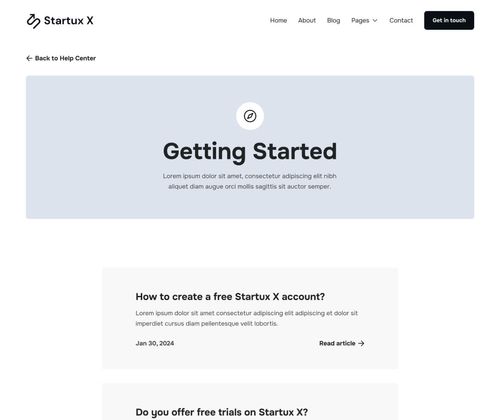 Startux X
Home About Blog Pages Contact Get in touch
Back to Help Center
Getting Started
Lorem ipsum dolor sit amet, consectetur adipiscing elit nibh
aliquet diam augue orci mollis sagittis sit auctor semper.
How to create a free Startux X account?
Lorem ipsum dolor sit amet, consectetur adipiscing elit adipiscing et dolor sit
imperdiet cursus diam pellentesque velit lobortis.
Jan 30, 2024 Read article
Do you offer free trials on Startux X?